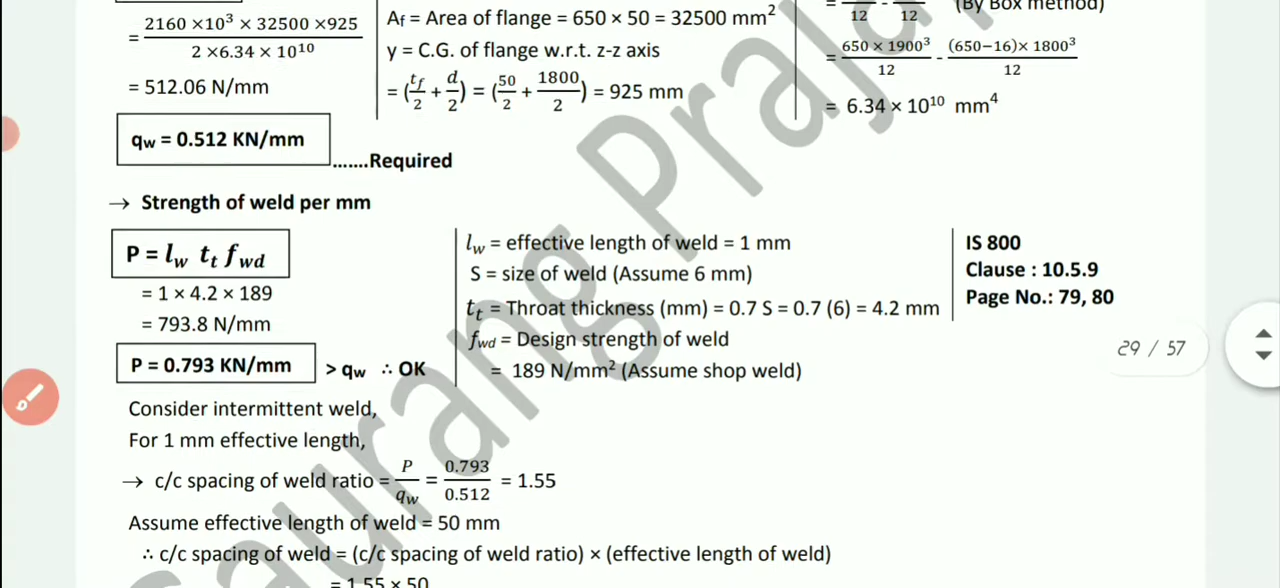 = 2160 ×10³ × 32500 ×925 / 2 ×6.34 × 10¹⁰
= 512.06 N/mm
qw = 0.512 KN/mm
.......Required
Af = Area of flange = 650 × 50 = 32500 mm²
y = C.G. of flange w.r.t. z-z axis
= (tf/2 + d/2) = (50/2 + 1800/2) = 925 mm
= 12 - 12 (By Box method)
= 650 × 1900³ / 12 - (650−16)× 1800³ / 12
= 6.34 × 10¹⁰ mm⁴
→ Strength of weld per mm
P = lw tt fwd
= 1 × 4.2 × 189
= 793.8 N/mm
P = 0.793 KN/mm > qw ∴ OK
lw = effective length of weld = 1 mm
S = size of weld (Assume 6 mm)
tt = Throat thickness (mm) = 0.7 S = 0.7 (6) = 4.2 mm
fwd = Design strength of weld
= 189 N/mm² (Assume shop weld)
IS 800
Clause : 10.5.9
Page No.: 79, 80
29 / 57
Consider intermittent weld,
For 1 mm effective length,
→ c/c spacing of weld ratio = P/qw = 0.793/0.512 = 1.55
Assume effective length of weld = 50 mm
∴ c/c spacing of weld = (c/c spacing of weld ratio) × (effective length of weld)
= 1.55 × 50